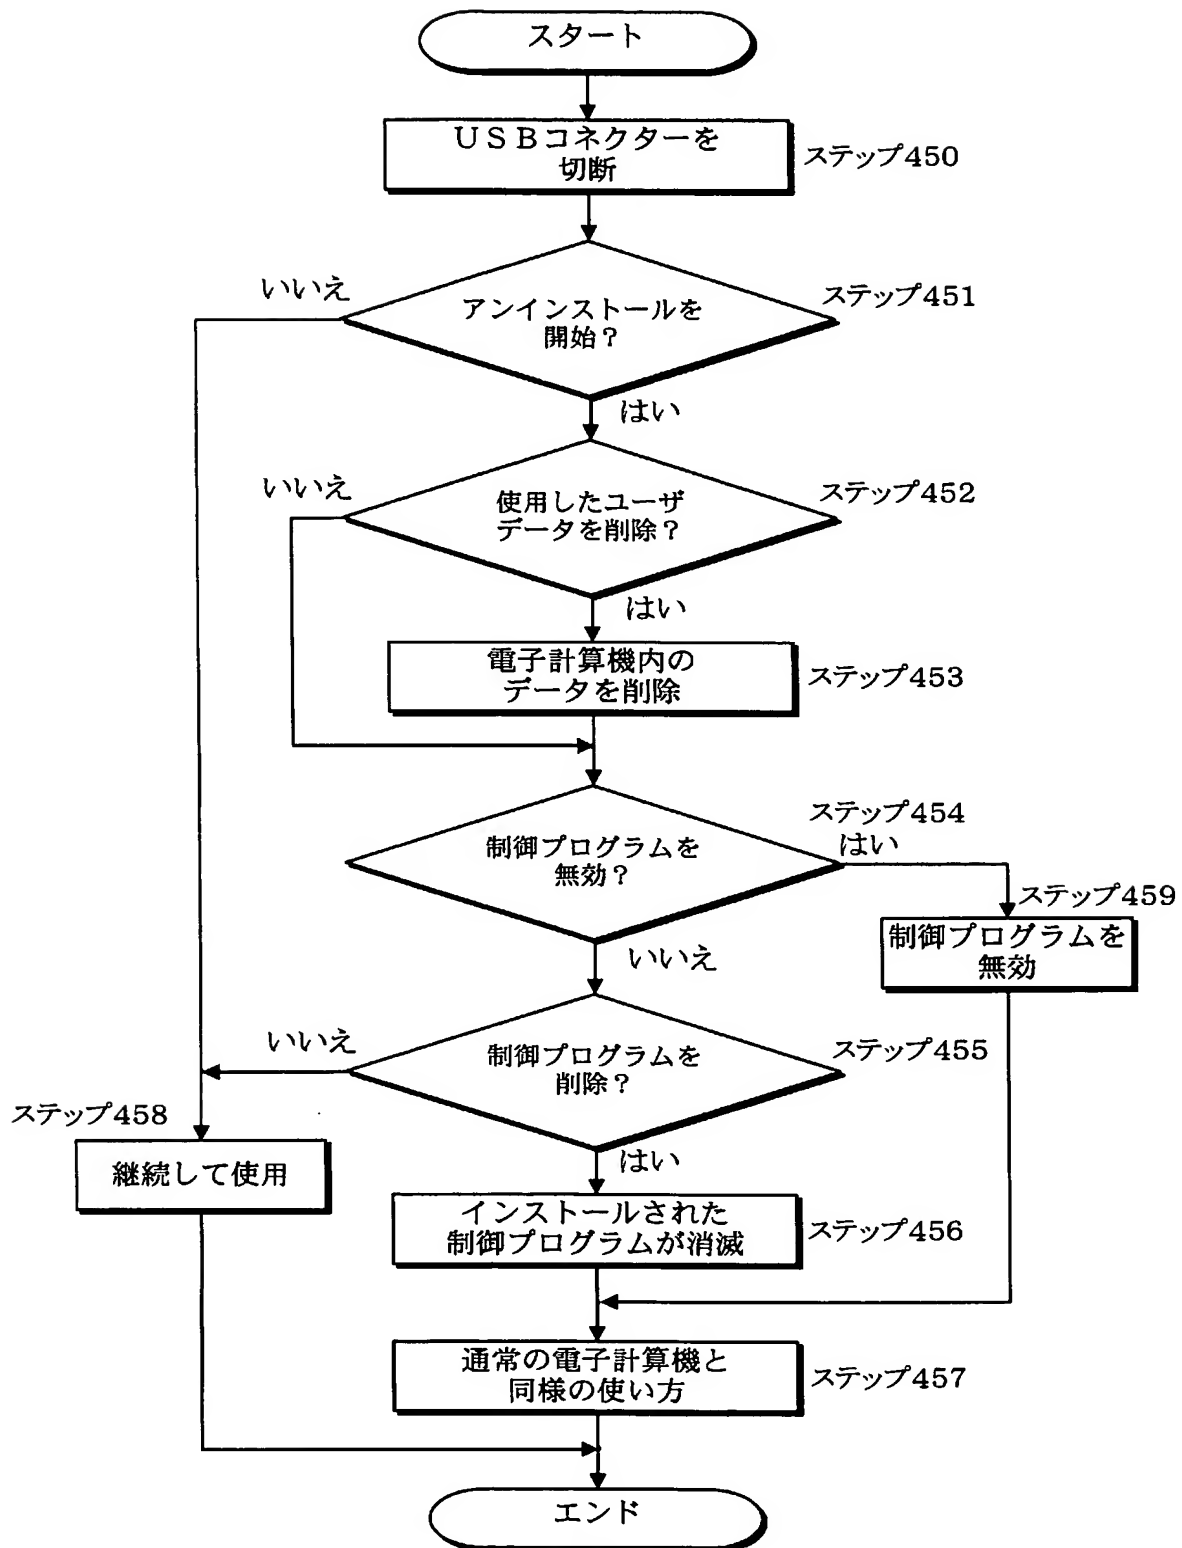 スタート
USBコネクターを
切断
ステップ450
いいえ
アンインストールを
開始?
ステップ451
はい
いいえ
使用したユーザ
データを削除?
ステップ452
はい
電子計算機内の
データを削除
ステップ453
ステップ454
制御プログラムを
無効?
はい
ステップ459
制御プログラムを
無効
いいえ
いいえ
制御プログラムを
削除?
ステップ455
ステップ458
継続して使用
はい
インストールされた
制御プログラムが消滅
ステップ456
通常の電子計算機と
同様の使い方
ステップ457
エンド